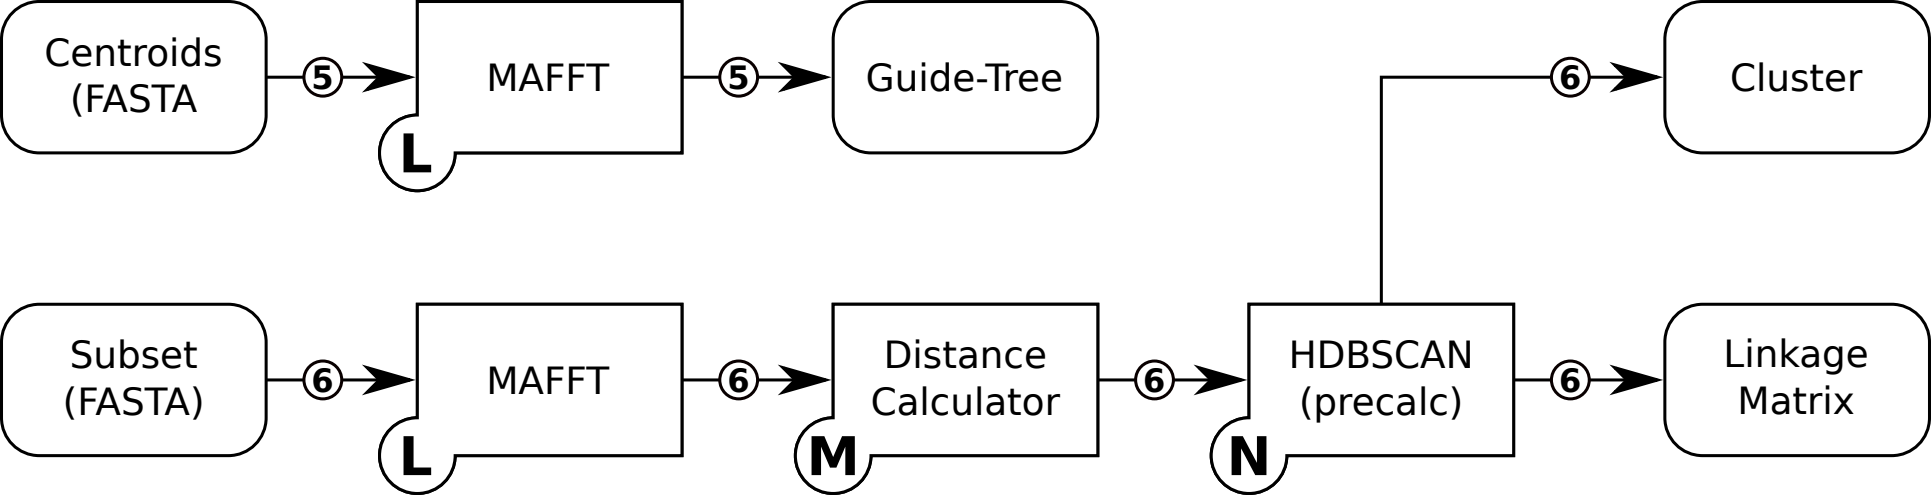 Centroids
(FASTA
5
MAFFT
L
5
Guide-Tree
6
Cluster
Subset
(FASTA)
6
MAFFT
L
6
Distance
Calculator
M
6
HDBSCAN
(precalc)
N
6
Linkage
Matrix